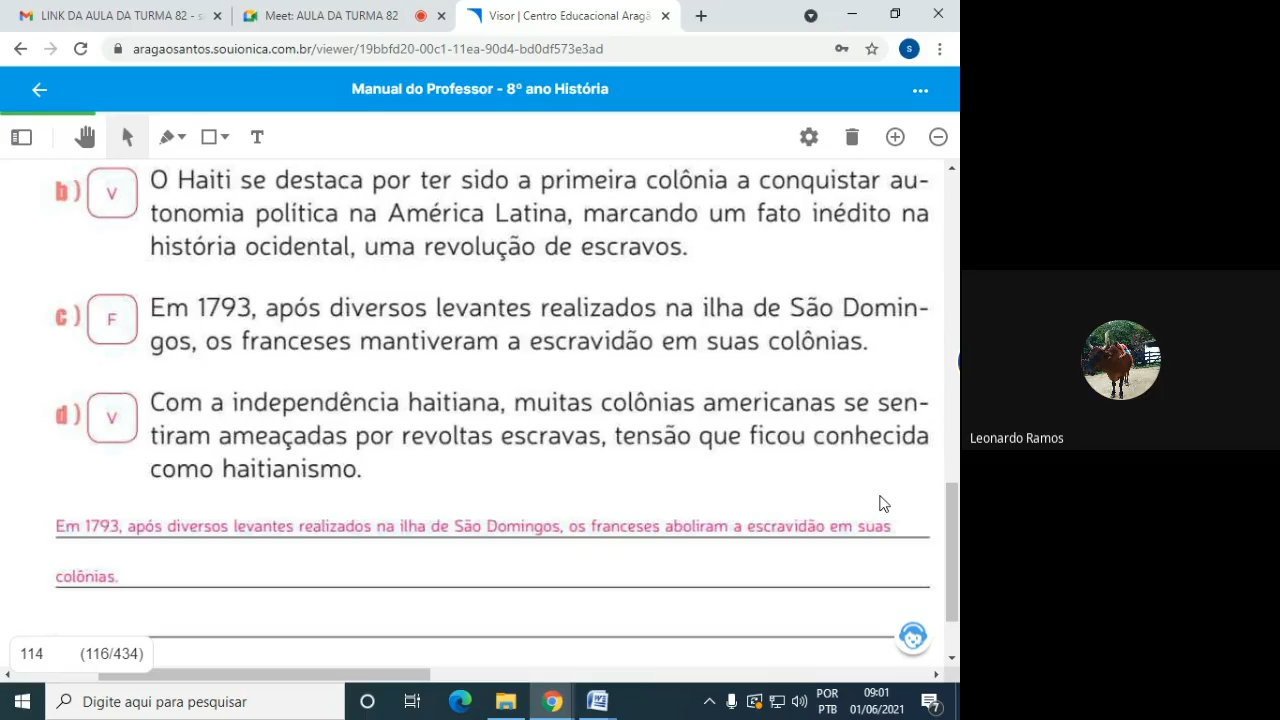 LINK DA AULA DA TURMA 82 - s
Meet: AULA DA TURMA 82
Visor | Centro Educacional Aragã
aragaosantos.souionica.com.br/viewer/19bbfd20-00c1-11ea-90d4-bd0df573e3ad
s
Manual do Professor - 8º ano História
T
b) V O Haiti se destaca por ter sido a primeira colônia a conquistar au-
tonomia política na América Latina, marcando um fato inédito na
história ocidental, uma revolução de escravos.
c) F Em 1793, após diversos levantes realizados na ilha de São Domin-
gos, os franceses mantiveram a escravidão em suas colônias.
d) V Com a independência haitiana, muitas colônias americanas se sen-
tiram ameaçadas por revoltas escravas, tensão que ficou conhecida
como haitianismo.
Em 1793, após diversos levantes realizados na ilha de São Domingos, os franceses aboliram a escravidão em suas
colônias.
114 (116/434)
Leonardo Ramos
Digite aqui para pesquisar
POR
PTB
09:01
01/06/2021
7